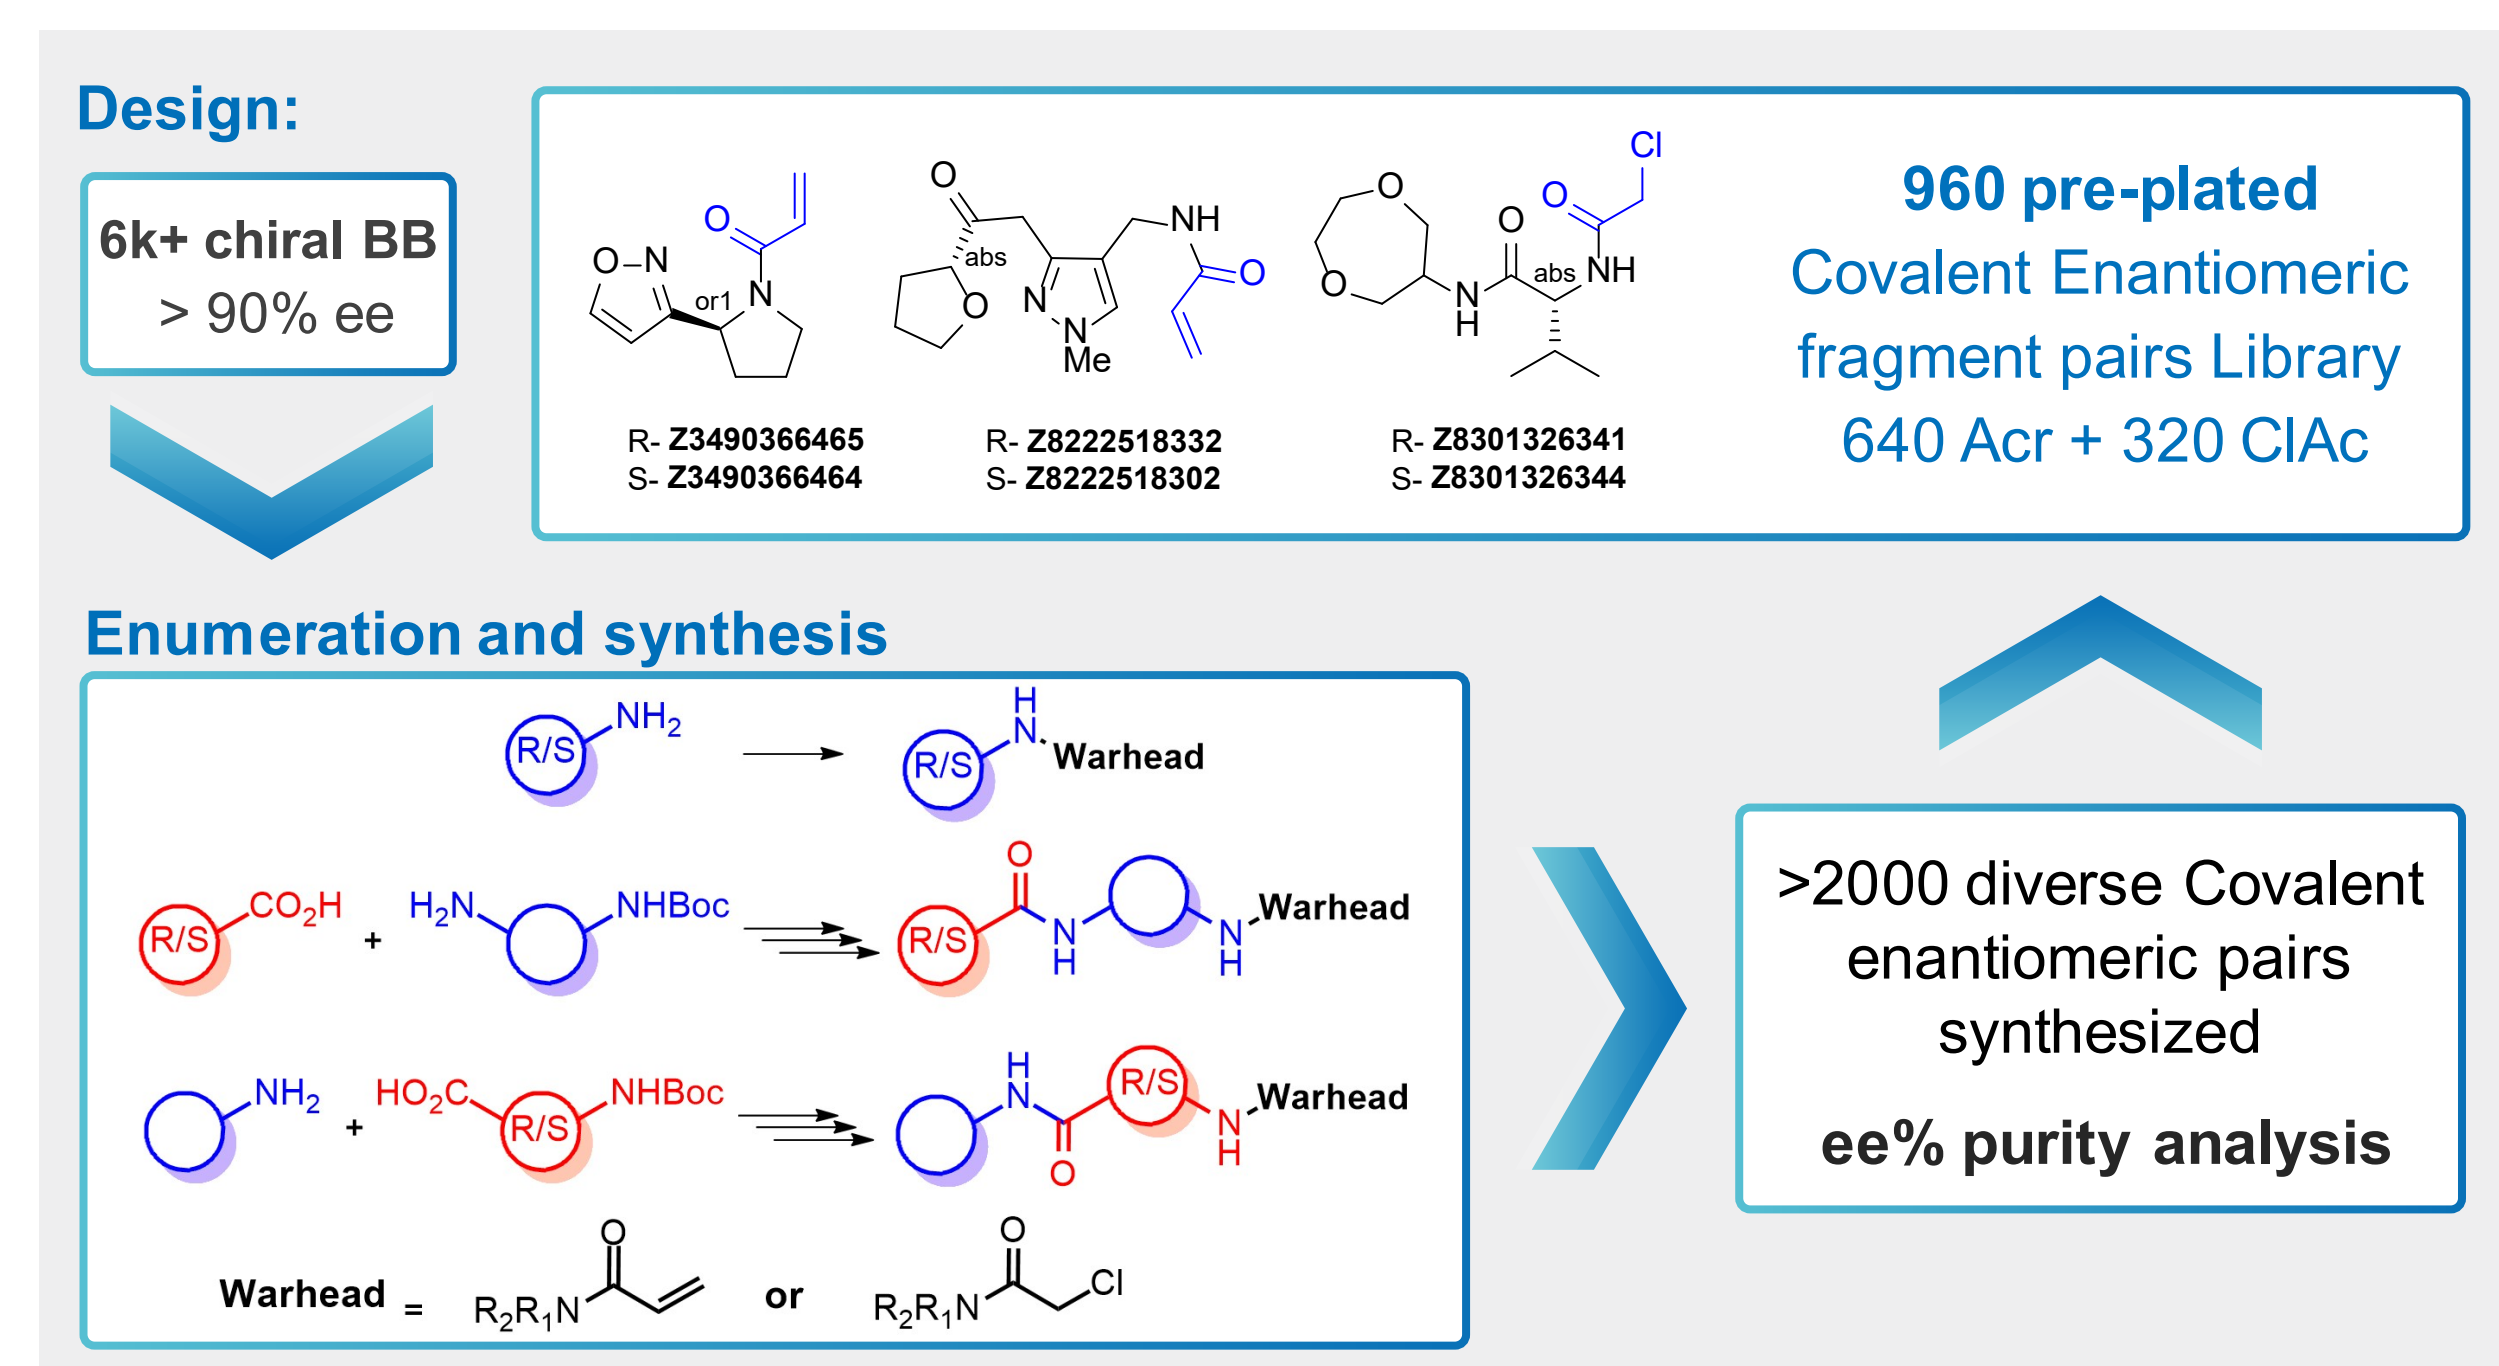 Design:
6k+ chiral BB
> 90% ee
O N O N or1
O abs O N N Me NH O
O O N H O abs NH O Cl
R- Z3490366465
S- Z3490366464
R- Z8222518332
S- Z8222518302
R- Z8301326341
S- Z8301326344
960 pre-plated
Covalent Enantiomeric
fragment pairs Library
640 Acr + 320 ClAc
Enumeration and synthesis
R/S NH2 R/S H N Warhead
R/S CO2H + H2N NHBoc R/S O N H N H Warhead
NH2 + HO2C R/S NHBoc H N O R/S N H Warhead
Warhead = R2R1N O or R2R1N O Cl
>2000 diverse Covalent
enantiomeric pairs
synthesized
ee% purity analysis